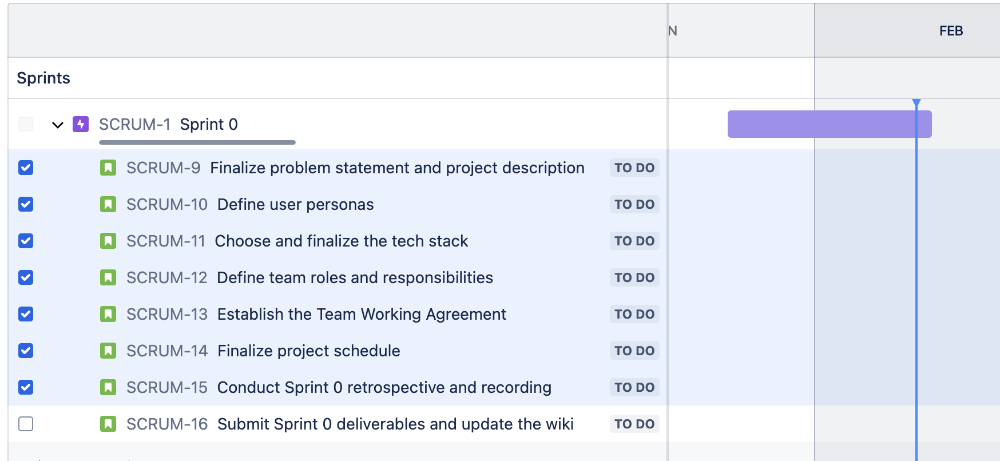 N FEB
Sprints
SCRUM-1 Sprint 0
SCRUM-9 Finalize problem statement and project description TO DO
SCRUM-10 Define user personas TO DO
SCRUM-11 Choose and finalize the tech stack TO DO
SCRUM-12 Define team roles and responsibilities TO DO
SCRUM-13 Establish the Team Working Agreement TO DO
SCRUM-14 Finalize project schedule TO DO
SCRUM-15 Conduct Sprint 0 retrospective and recording TO DO
SCRUM-16 Submit Sprint 0 deliverables and update the wiki TO DO